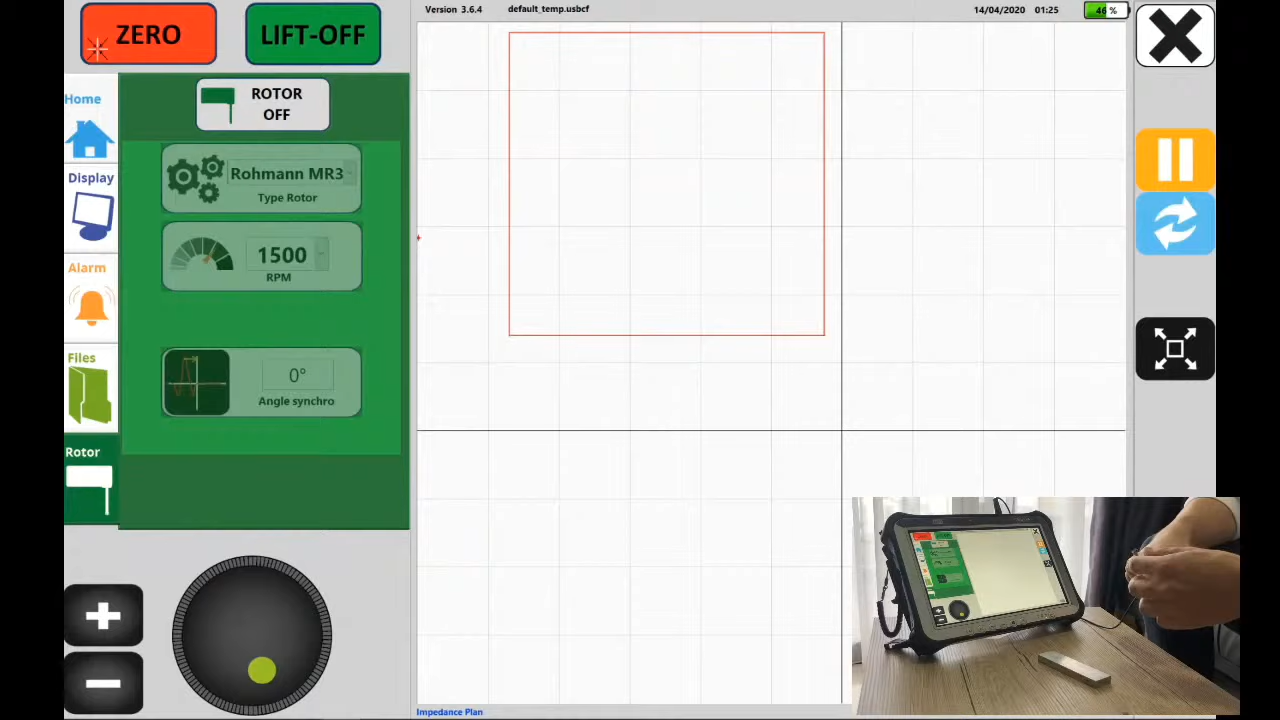 Version 3.6.4 default_temp.usbcf 14/04/2020 01:25 46 %
ZERO LIFT-OFF
Home
Display
Alarm
Files
Rotor
ROTOR
OFF
Rohmann MR3
Type Rotor
1500
RPM
0°
Angle synchro
Impedance Plan